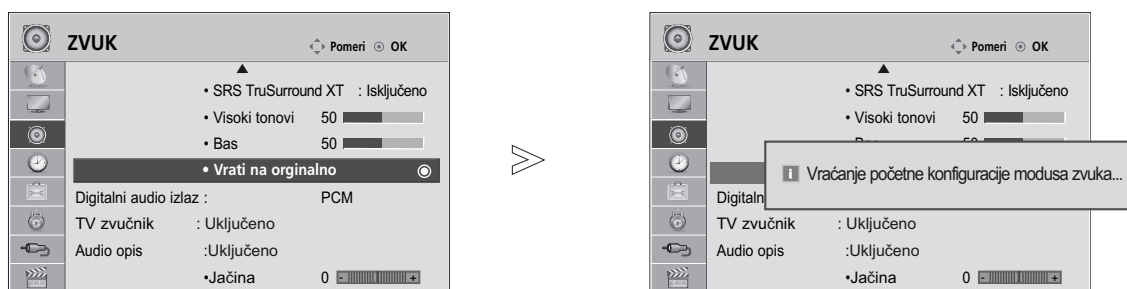 ZVUK
Pomeri OK
• SRS TruSurround XT : Isključeno
• Visoki tonovi 50
• Bas 50
• Vrati na orginalno
Digitalni audio izlaz : PCM
TV zvučnik : Uključeno
Audio opis :Uključeno
•Jačina 0 - +
ZVUK
Pomeri OK
• SRS TruSurround XT : Isključeno
• Visoki tonovi 50
i Vraćanje početne konfiguracije modusa zvuka...
Digitaln
TV zvučnik : Uključeno
Audio opis :Uključeno
•Jačina 0 - +